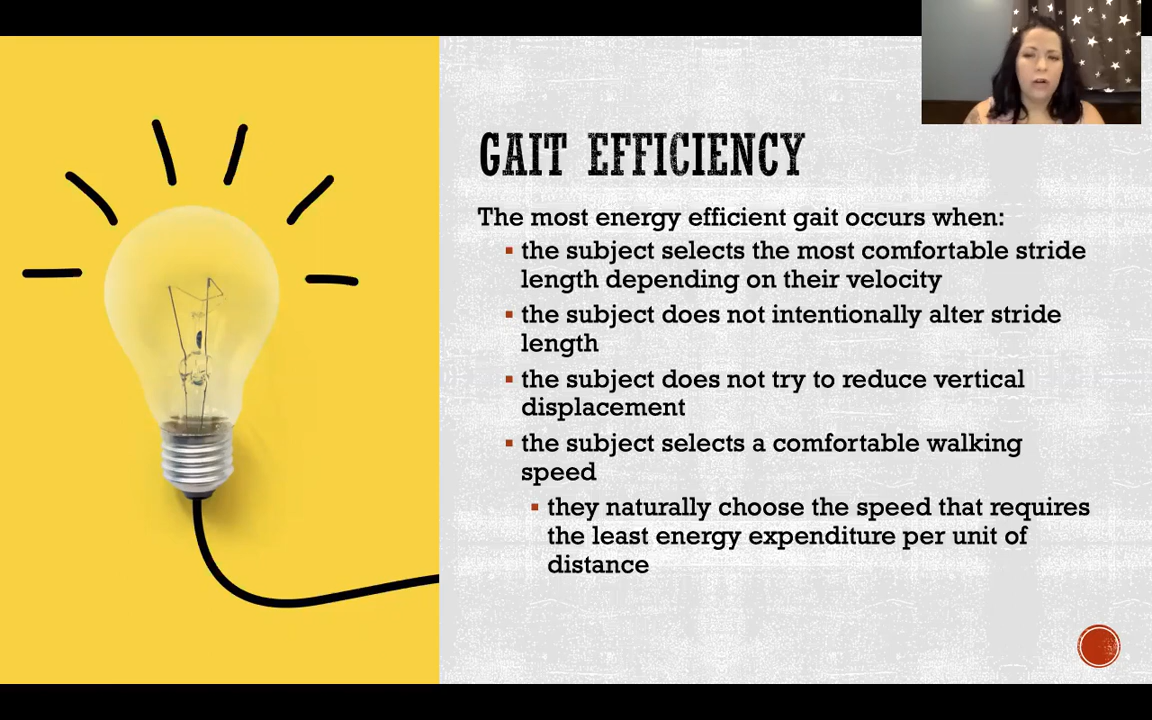 GAIT EFFICIENCY
The most energy efficient gait occurs when:
▪ the subject selects the most comfortable stride
length depending on their velocity
▪ the subject does not intentionally alter stride
length
▪ the subject does not try to reduce vertical
displacement
▪ the subject selects a comfortable walking
speed
▪ they naturally choose the speed that requires
the least energy expenditure per unit of
distance